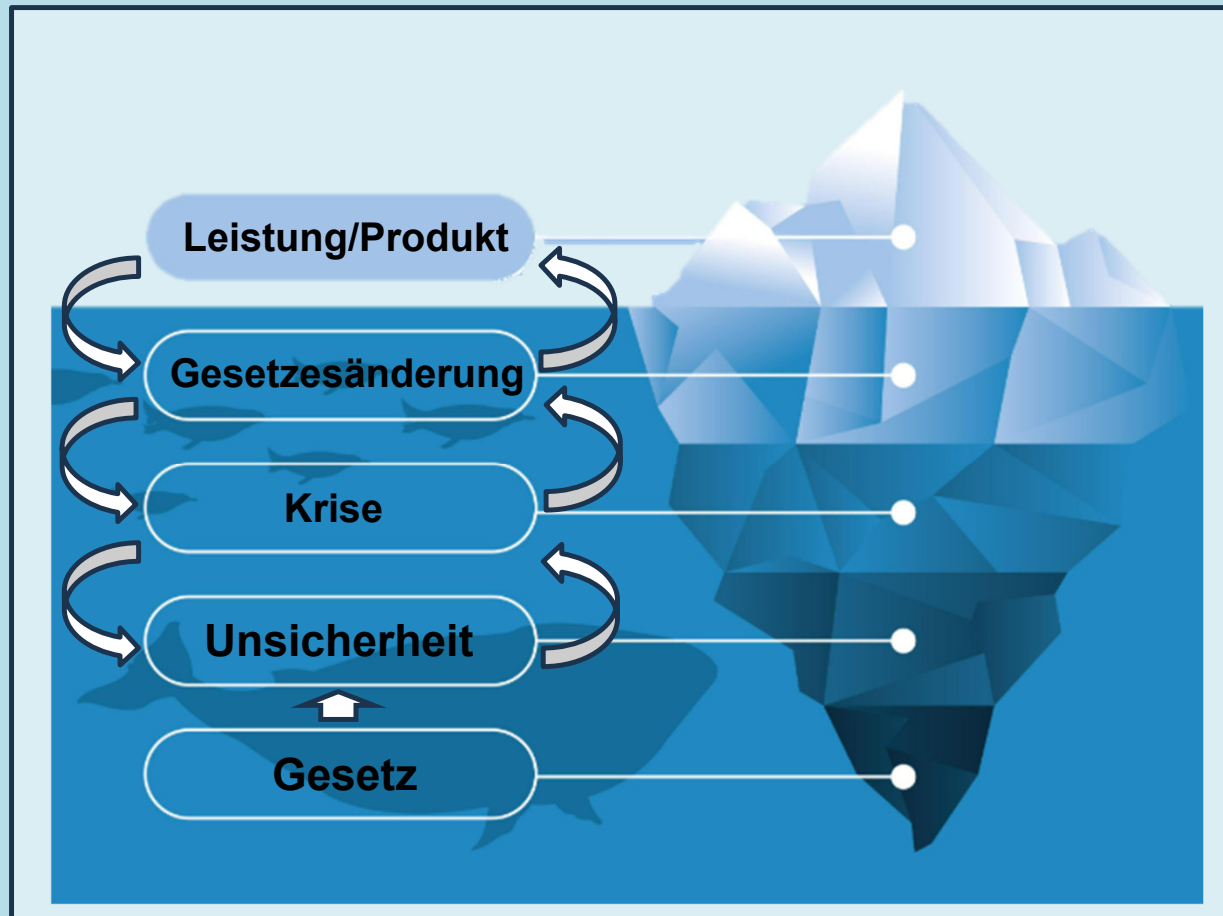 Leistung/Produkt
Gesetzesänderung
Krise
Unsicherheit
Gesetz